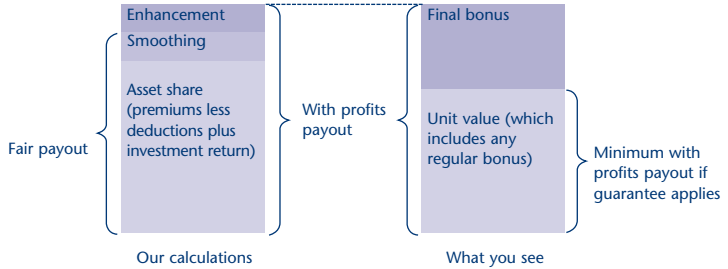 Enhancement
Smoothing
Asset share
(premiums less
deductions plus
investment return)
Fair payout
With profits
payout
Final bonus
Unit value (which
includes any
regular bonus)
Minimum with
profits payout if
guarantee applies
Our calculations
What you see